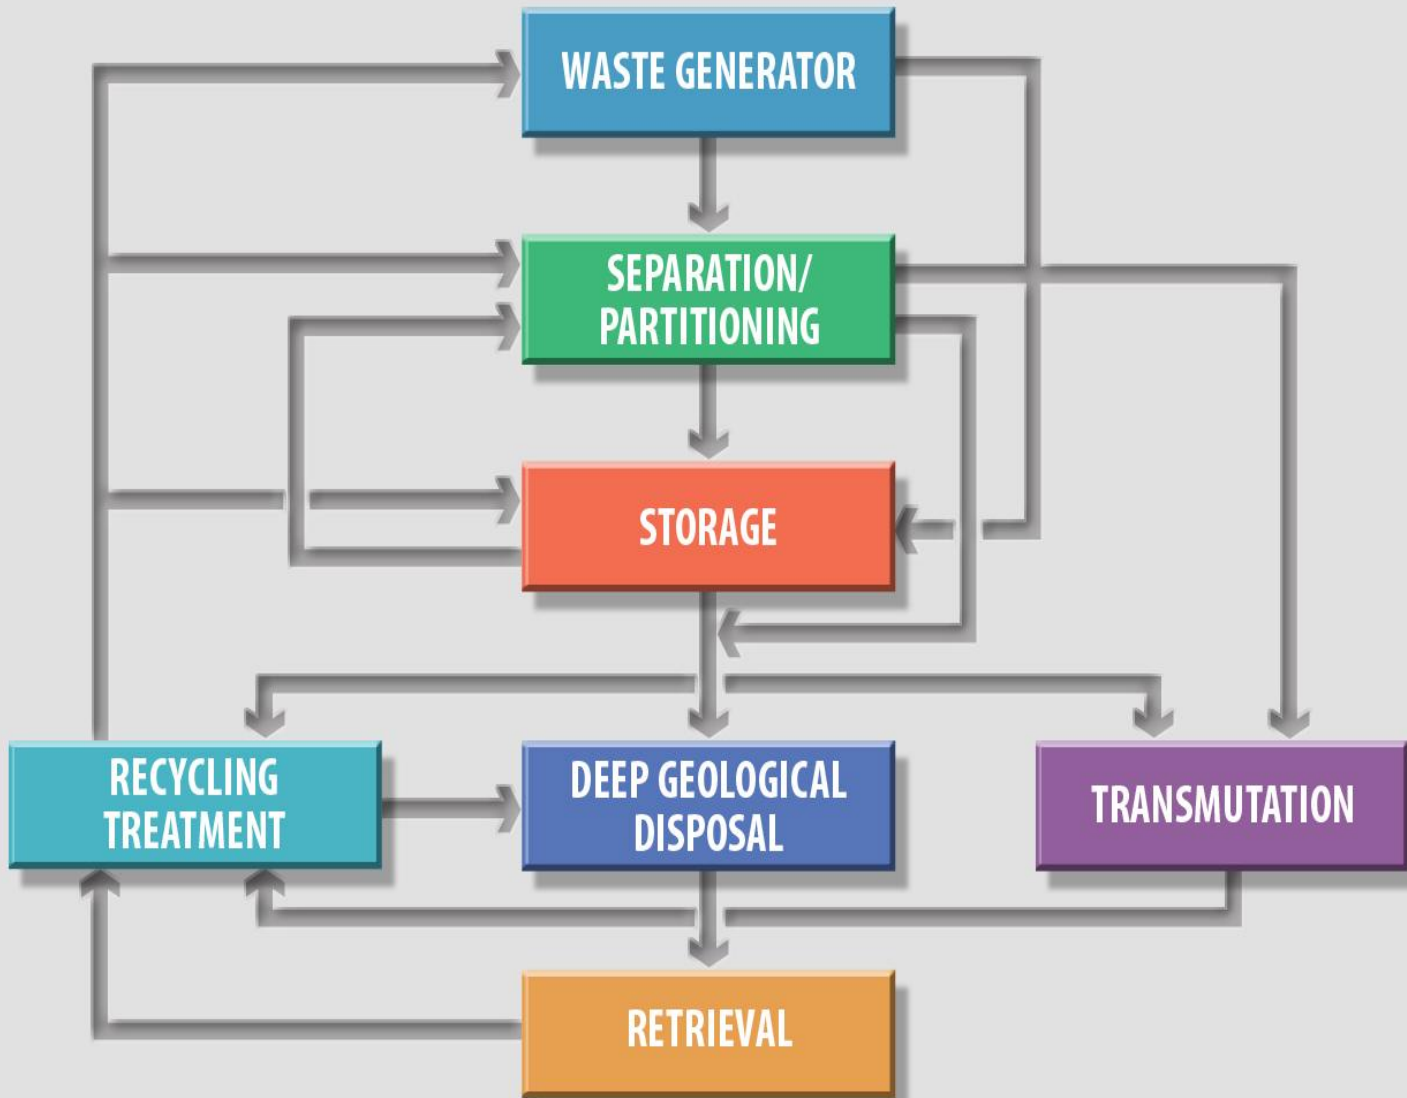 WASTE GENERATOR
SEPARATION/
PARTITIONING
STORAGE
RECYCLING
TREATMENT
DEEP GEOLOGICAL
DISPOSAL
TRANSMUTATION
RETRIEVAL